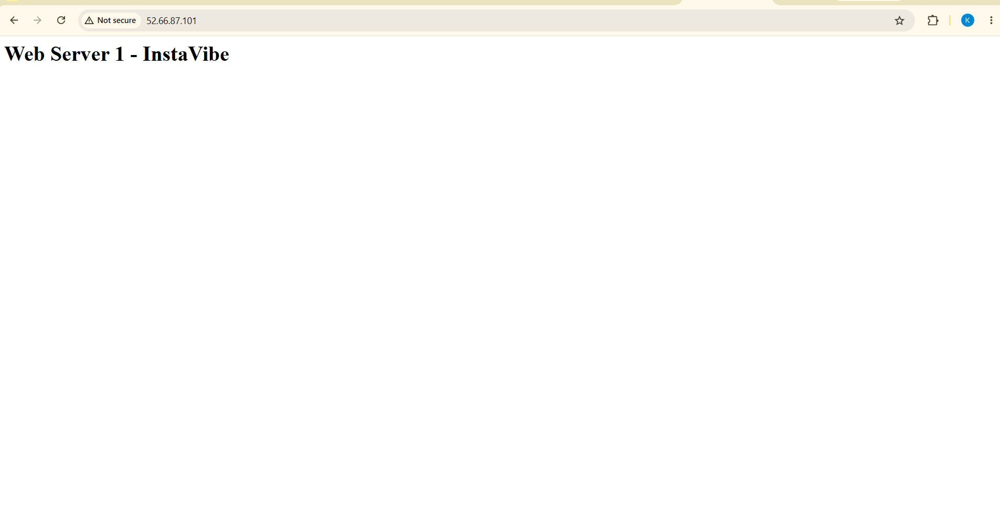 Not secure
52.66.87.101
K
Web Server 1 - InstaVibe